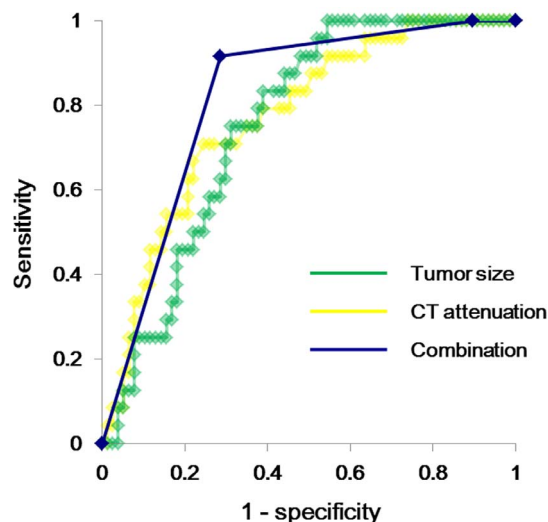 1
0.8
0.6
0.4
0.2
0
Sensitivity
Tumor size
CT attenuation
Combination
0 0.2 0.4 0.6 0.8 1
1 - specificity